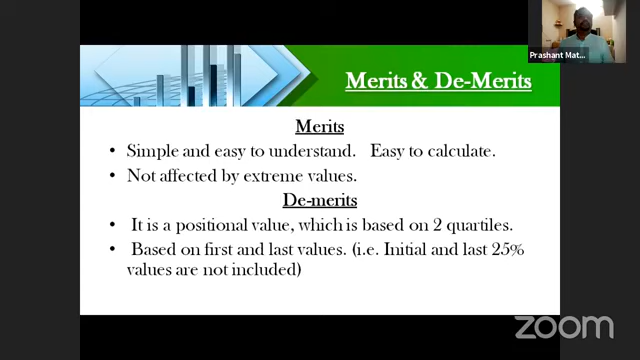 Prashant Mat...
Merits & De-Merits
Merits
• Simple and easy to understand. Easy to calculate.
• Not affected by extreme values.
De-merits
• It is a positional value, which is based on 2 quartiles.
• Based on first and last values. (i.e. Initial and last 25%
values are not included)
zoom